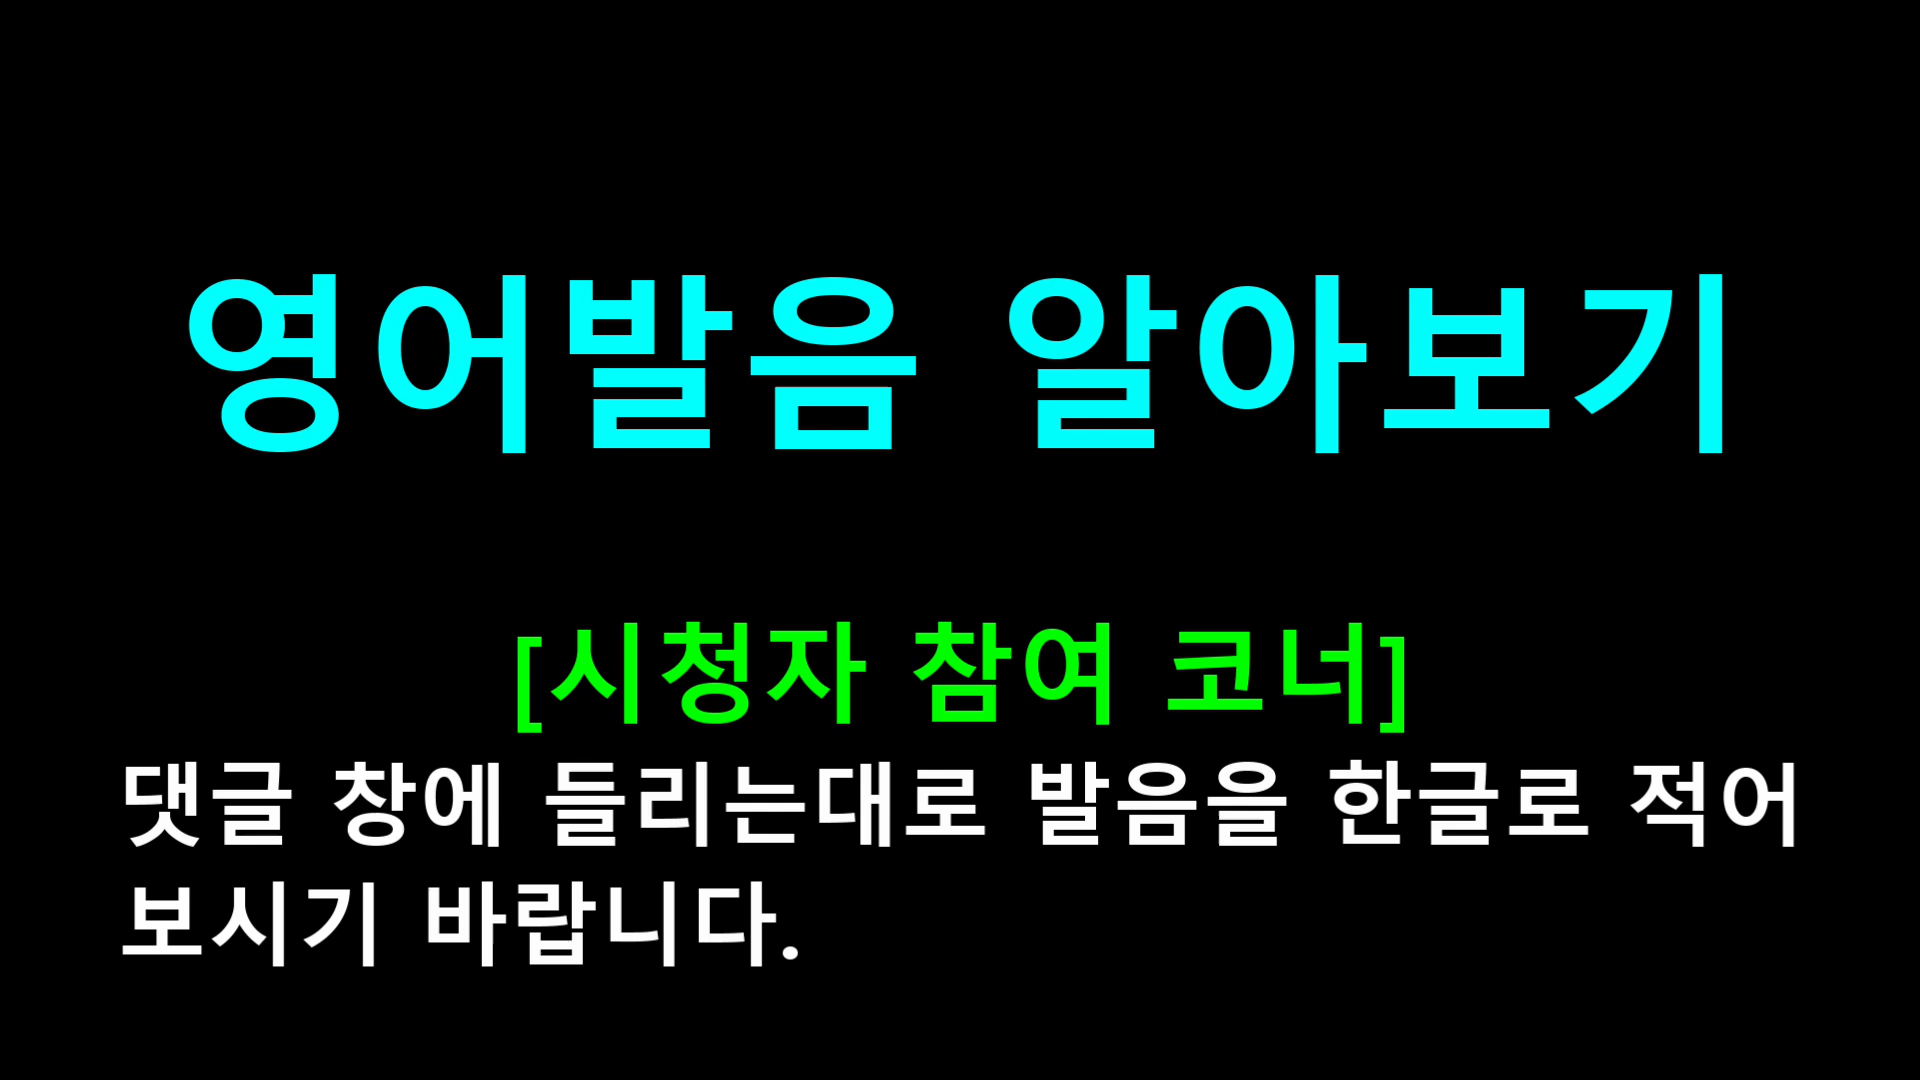 영어발음 알아보기
[시청자 참여 코너]
댓글 창에 들리는대로 발음을 한글로 적어
보시기 바랍니다.